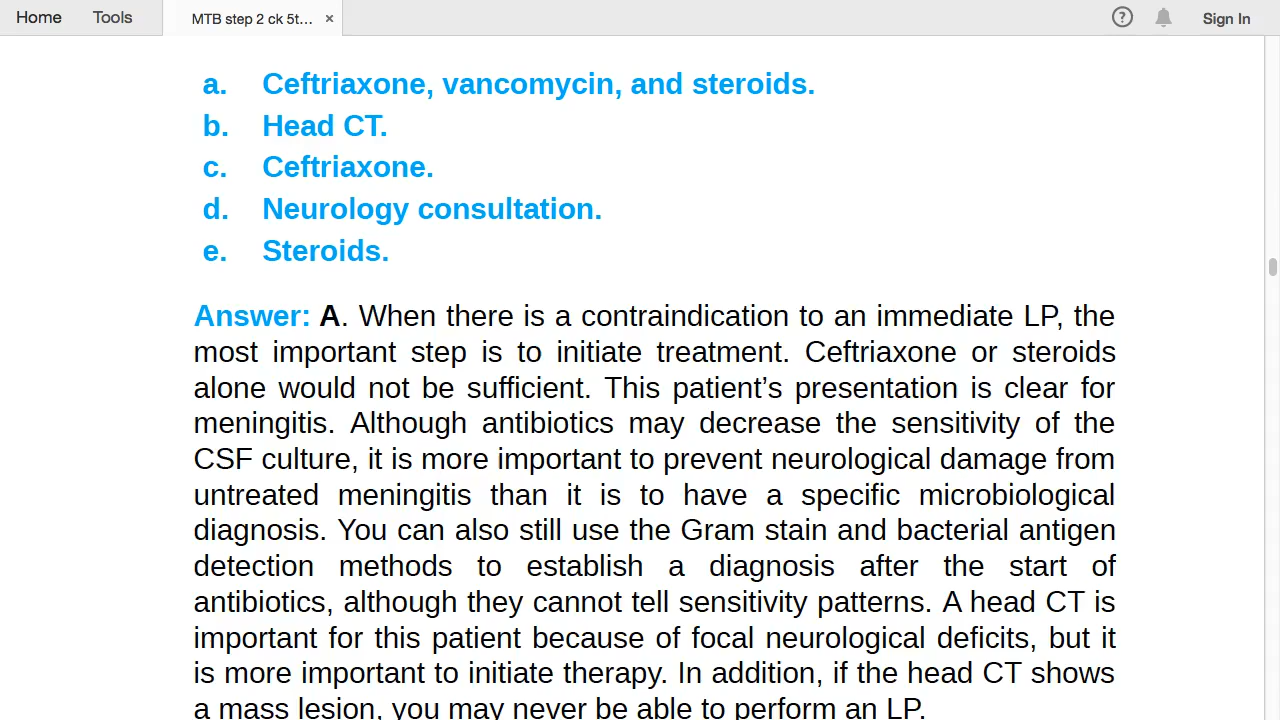 Home Tools MTB step 2 ck 5t... × ? Sign In
a. Ceftriaxone, vancomycin, and steroids.
b. Head CT.
c. Ceftriaxone.
d. Neurology consultation.
e. Steroids.
Answer: A. When there is a contraindication to an immediate LP, the
most important step is to initiate treatment. Ceftriaxone or steroids
alone would not be sufficient. This patient’s presentation is clear for
meningitis. Although antibiotics may decrease the sensitivity of the
CSF culture, it is more important to prevent neurological damage from
untreated meningitis than it is to have a specific microbiological
diagnosis. You can also still use the Gram stain and bacterial antigen
detection methods to establish a diagnosis after the start of
antibiotics, although they cannot tell sensitivity patterns. A head CT is
important for this patient because of focal neurological deficits, but it
is more important to initiate therapy. In addition, if the head CT shows
a mass lesion, you may never be able to perform an LP.